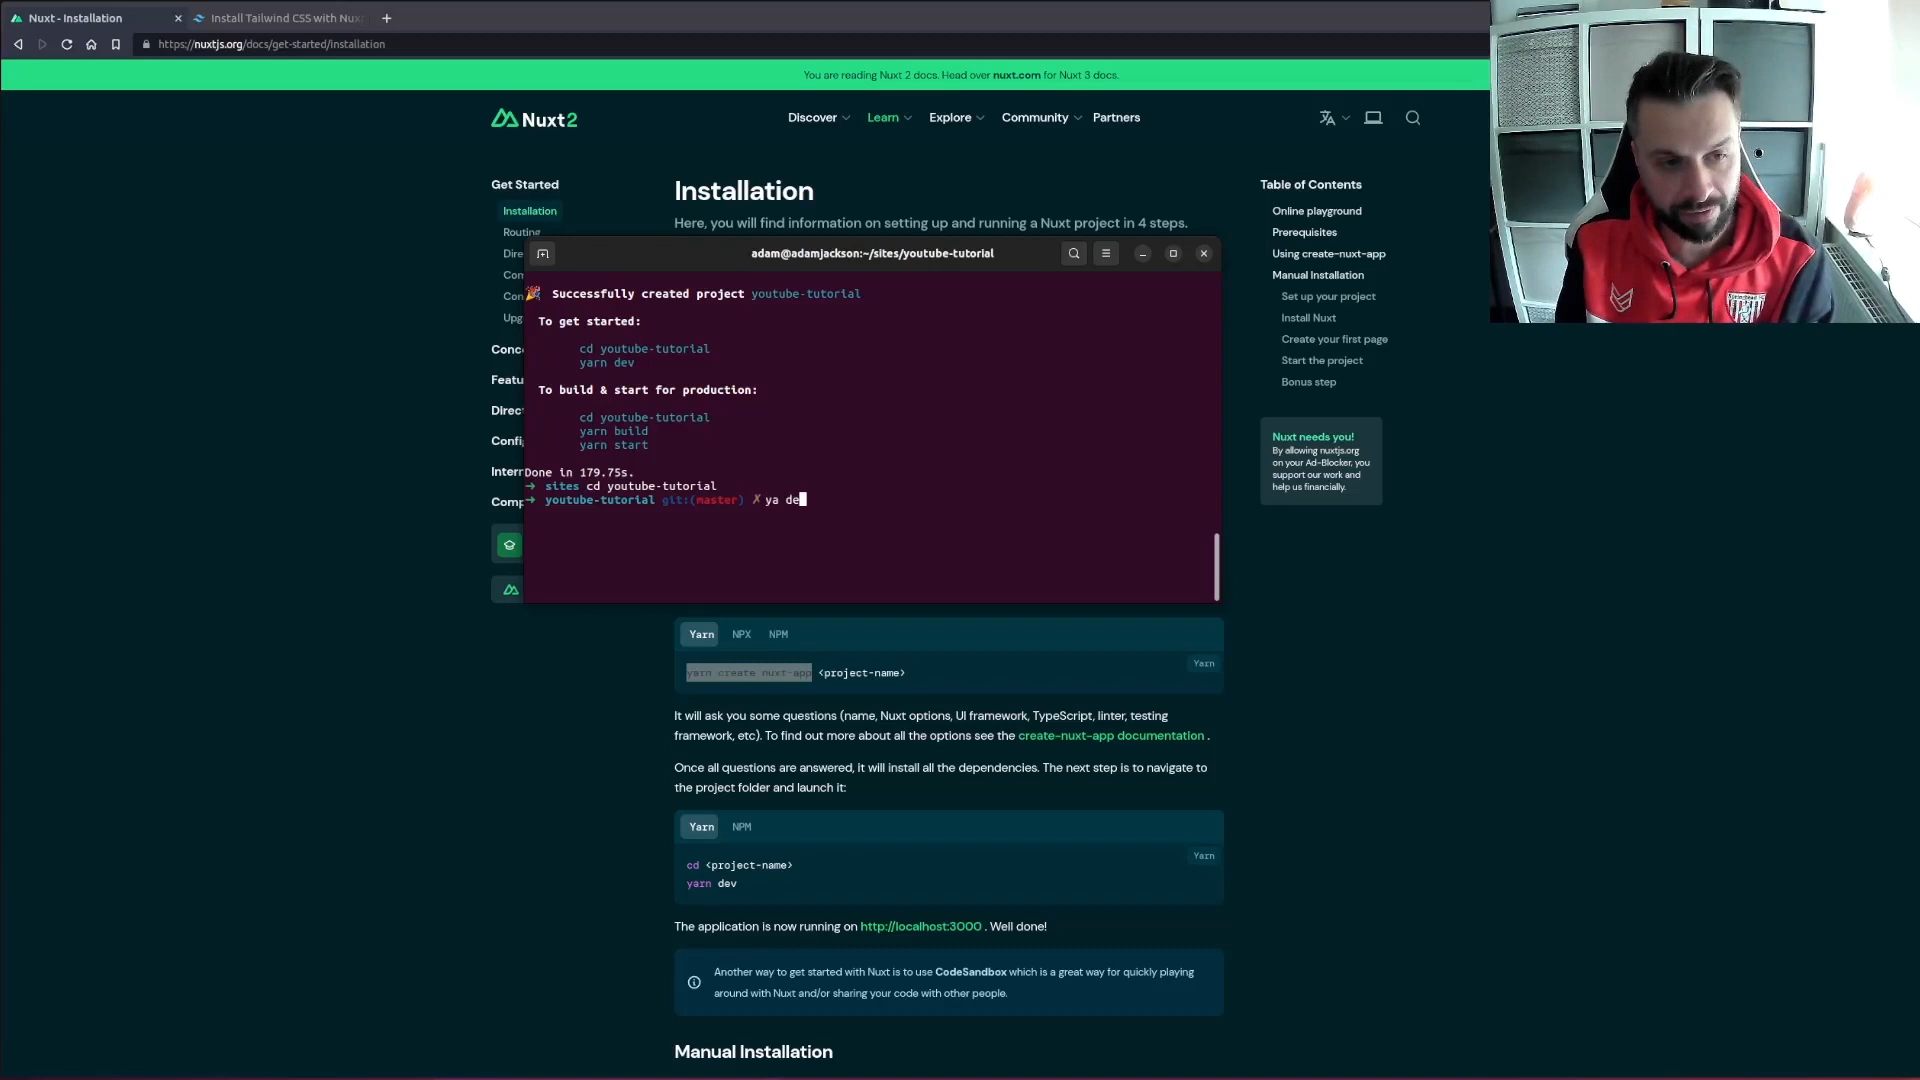 Nuxt - Installation
Install Tailwind CSS with Nux
https://nuxtjs.org/docs/get-started/installation
You are reading Nuxt 2 docs. Head over nuxt.com for Nuxt 3 docs.
Nuxt2
Discover
Learn
Explore
Community
Partners
Get Started
Installation
Routing
Dire
Con
Con
Upg
Conc
Featu
Direc
Confi
Interr
Comp
Installation
Here, you will find information on setting up and running a Nuxt project in 4 steps.
adam@adamjackson:~/sites/youtube-tutorial
🎉 Successfully created project youtube-tutorial
To get started:
cd youtube-tutorial
yarn dev
To build & start for production:
cd youtube-tutorial
yarn build
yarn start
Done in 179.75s.
➜ sites cd youtube-tutorial
➜ youtube-tutorial git:(master) ✗ ya de
Yarn NPX NPM
yarn create nuxt-app <project-name>
Yarn
It will ask you some questions (name, Nuxt options, UI framework, TypeScript, linter, testing
framework, etc). To find out more about all the options see the create-nuxt-app documentation .
Once all questions are answered, it will install all the dependencies. The next step is to navigate to
the project folder and launch it:
Yarn NPM
cd <project-name>
yarn dev
Yarn
The application is now running on http://localhost:3000 . Well done!
Another way to get started with Nuxt is to use CodeSandbox which is a great way for quickly playing
around with Nuxt and/or sharing your code with other people.
Manual Installation
Table of Contents
Online playground
Prerequisites
Using create-nuxt-app
Manual Installation
Set up your project
Install Nuxt
Create your first page
Start the project
Bonus step
Nuxt needs you!
By allowing nuxtjs.org
on your Ad-Blocker, you
support our work and
help us financially.